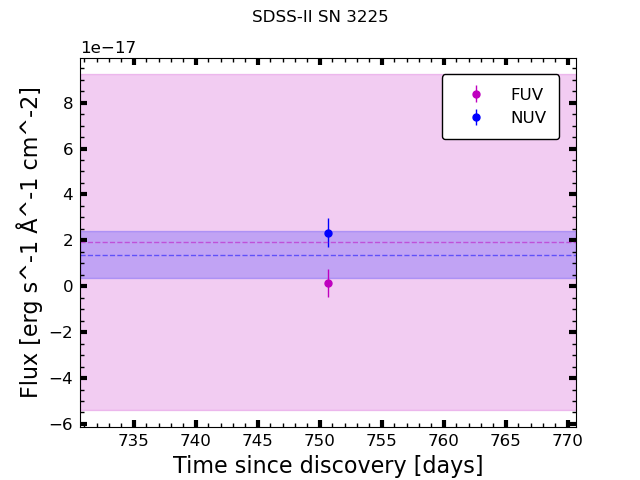 SDSS-II SN 3225
1e−17
8
6
4
2
0
−2
−4
−6
735 740 745 750 755 760 765 770
Time since discovery [days]
Flux [erg s^-1 Å^-1 cm^-2]
FUV
NUV